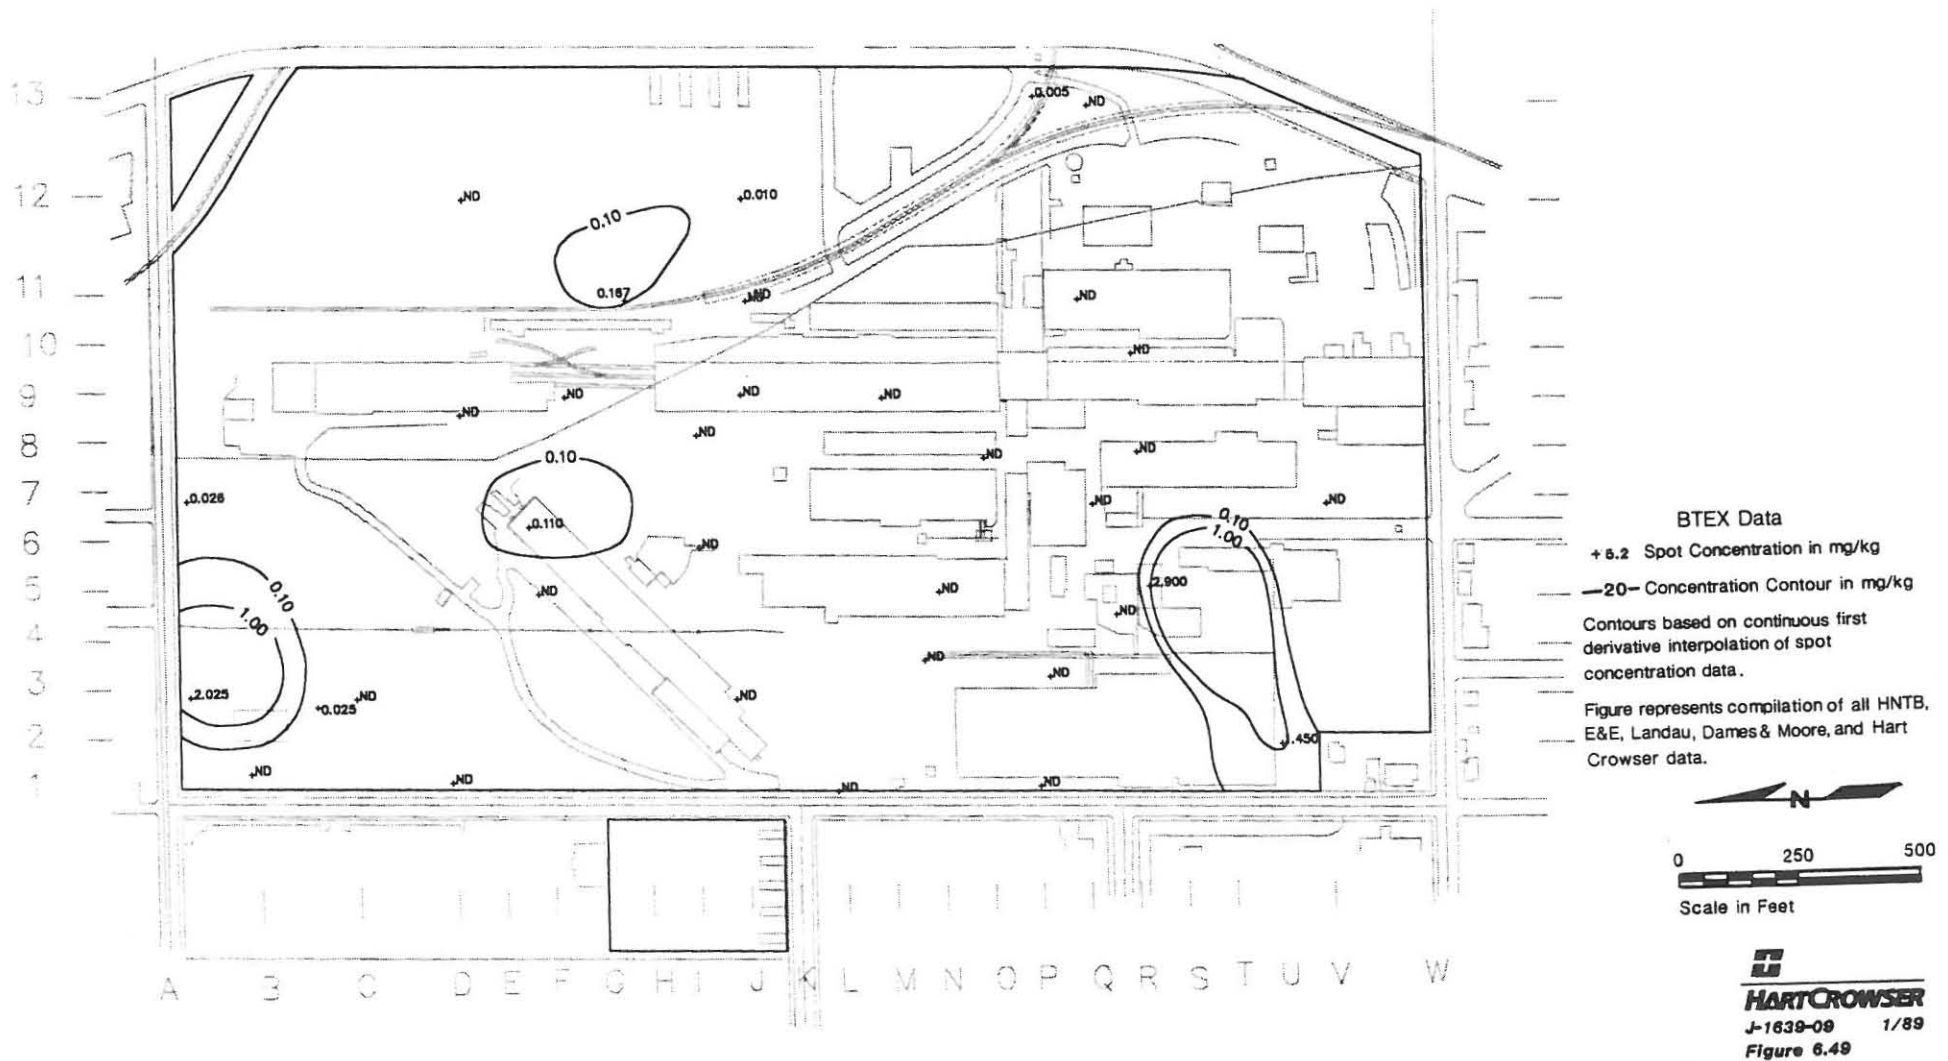 13
+0.005
+ND
12
+ND
+0.010
0.10
11
0.167
+ND
+ND
10
+ND
9
+ND
+ND
+ND
+ND
8
+ND
+ND
+ND
0.10
7
+0.026
+0.110
+ND
+ND
0.10
1.00
6
+ND
5
0.10
1.00
+ND
+ND
2.900
+ND
4
+ND
3
+2.025
+ND
+0.025
+ND
+ND
2
+.450
1
+ND
+ND
+ND
+ND
A B C D E F G H I J K L M N O P Q R S T U V W
BTEX Data
+ 5.2 Spot Concentration in mg/kg
—20— Concentration Contour in mg/kg
Contours based on continuous first
derivative interpolation of spot
concentration data.
Figure represents compilation of all HNTB,
E&E, Landau, Dames & Moore, and Hart
Crowser data.
N
0 250 500
Scale in Feet
HARTCROWSER
J-1639-09 1/89
Figure 6.49